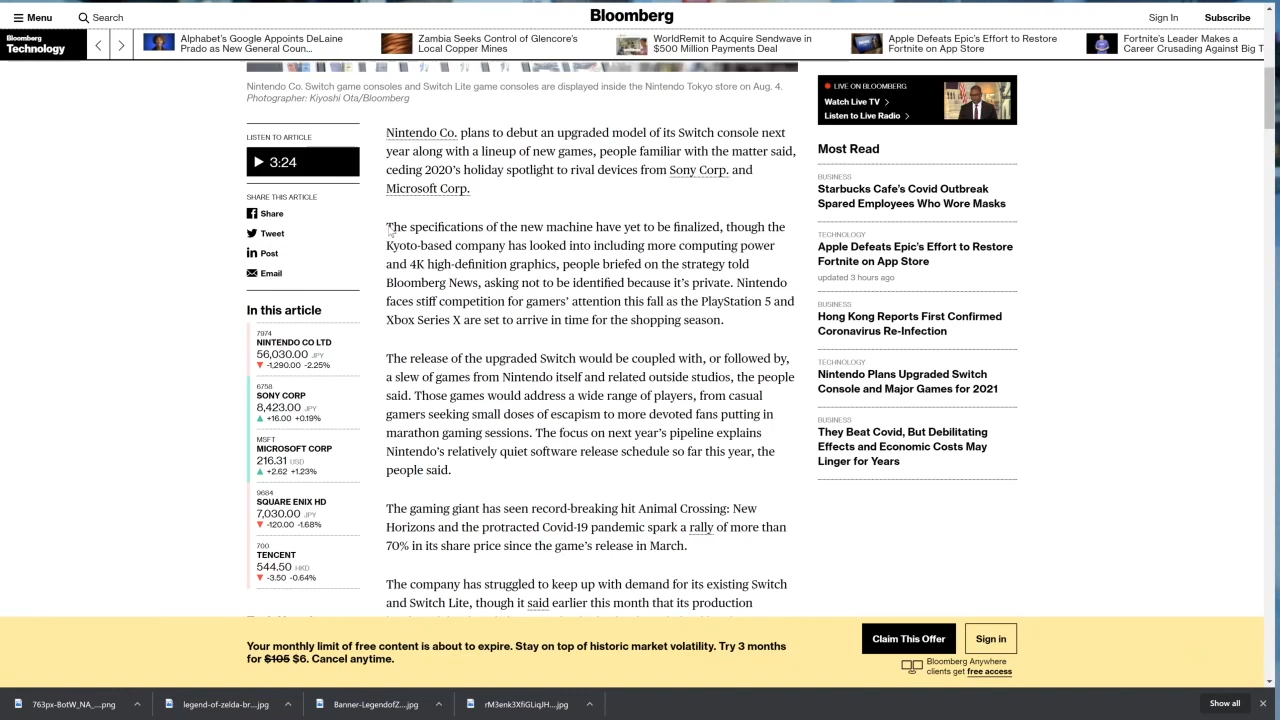 Menu
Search
Bloomberg
Sign In
Subscribe
Bloomberg
Technology
Alphabet's Google Appoints DeLaine
Prado as New General Coun...
Zambia Seeks Control of Glencore's
Local Copper Mines
WorldRemit to Acquire Sendwave in
$500 Million Payments Deal
Apple Defeats Epic's Effort to Restore
Fortnite on App Store
Fortnite's Leader Makes a
Career Crusading Against Big T
Nintendo Co. Switch game consoles and Switch Lite game consoles are displayed inside the Nintendo Tokyo store on Aug. 4.
Photographer: Kiyoshi Ota/Bloomberg
LISTEN TO ARTICLE
3:24
SHARE THIS ARTICLE
Share
Tweet
Post
Email
In this article
7974
NINTENDO CO LTD
56,030.00 JPY
-1,290.00 -2.25%
6758
SONY CORP
8,423.00 JPY
+16.00 +0.19%
MSFT
MICROSOFT CORP
216.31 USD
+2.62 +1.23%
9684
SQUARE ENIX HD
7,030.00 JPY
-120.00 -1.68%
700
TENCENT
544.50 HKD
-3.50 -0.64%
Nintendo Co. plans to debut an upgraded model of its Switch console next
year along with a lineup of new games, people familiar with the matter said,
ceding 2020's holiday spotlight to rival devices from Sony Corp. and
Microsoft Corp.
The specifications of the new machine have yet to be finalized, though the
Kyoto-based company has looked into including more computing power
and 4K high-definition graphics, people briefed on the strategy told
Bloomberg News, asking not to be identified because it's private. Nintendo
faces stiff competition for gamers' attention this fall as the PlayStation 5 and
Xbox Series X are set to arrive in time for the shopping season.
The release of the upgraded Switch would be coupled with, or followed by,
a slew of games from Nintendo itself and related outside studios, the people
said. Those games would address a wide range of players, from casual
gamers seeking small doses of escapism to more devoted fans putting in
marathon gaming sessions. The focus on next year's pipeline explains
Nintendo's relatively quiet software release schedule so far this year, the
people said.
The gaming giant has seen record-breaking hit Animal Crossing: New
Horizons and the protracted Covid-19 pandemic spark a rally of more than
70% in its share price since the game's release in March.
The company has struggled to keep up with demand for its existing Switch
and Switch Lite, though it said earlier this month that its production
LIVE ON BLOOMBERG
Watch Live TV
Listen to Live Radio
Most Read
BUSINESS
Starbucks Cafe's Covid Outbreak
Spared Employees Who Wore Masks
TECHNOLOGY
Apple Defeats Epic's Effort to Restore
Fortnite on App Store
updated 3 hours ago
BUSINESS
Hong Kong Reports First Confirmed
Coronavirus Re-Infection
TECHNOLOGY
Nintendo Plans Upgraded Switch
Console and Major Games for 2021
BUSINESS
They Beat Covid, But Debilitating
Effects and Economic Costs May
Linger for Years
Your monthly limit of free content is about to expire. Stay on top of historic market volatility. Try 3 months
for $105 $6. Cancel anytime.
Claim This Offer
Sign in
Bloomberg Anywhere
clients get free access
763px-BotW_NA_....png
legend-of-zelda-br....jpg
Banner-LegendofZ....jpg
rM3enk3XfiGLiqJH....jpg
Show all